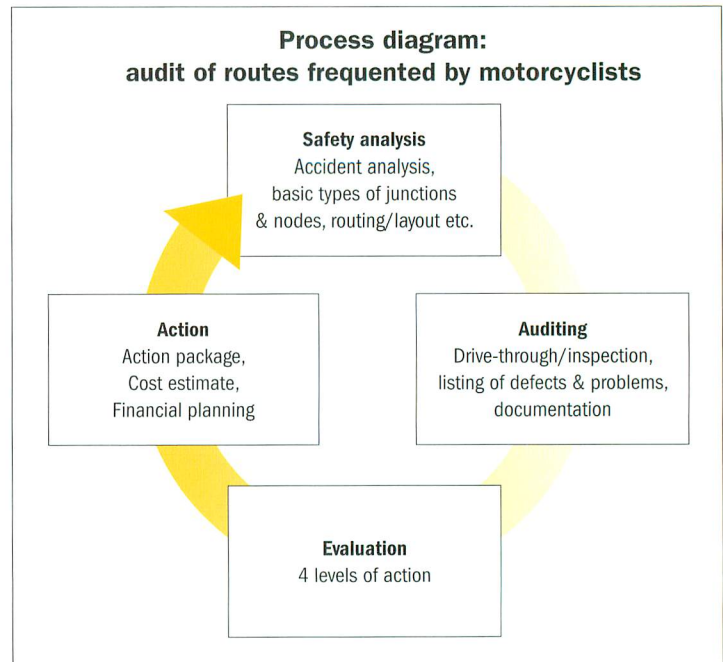 Process diagram:
audit of routes frequented by motorcyclists
Safety analysis
Accident analysis,
basic types of junctions
& nodes, routing/layout etc.
Auditing
Drive-through/inspection,
listing of defects & problems,
documentation
Evaluation
4 levels of action
Action
Action package,
Cost estimate,
Financial planning